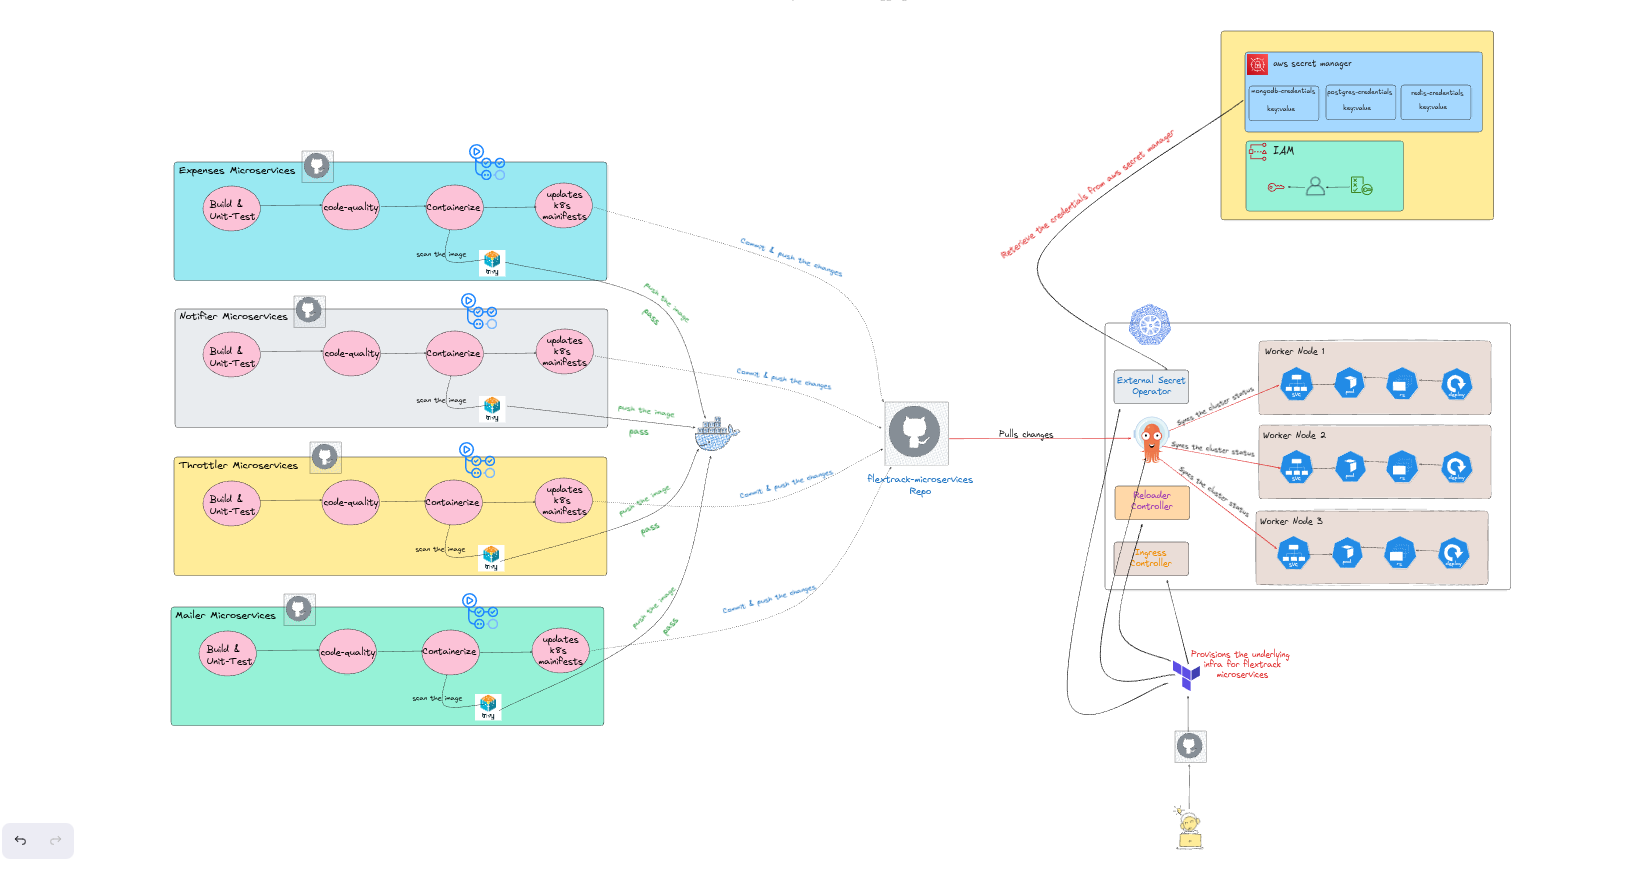 Expenses Microservices
Build &
Unit-Test
code-quality
Containerize
updates
k8s
mainifests
scan the image
trivy
Notifier Microservices
Build &
Unit-Test
code-quality
Containerize
updates
k8s
mainifests
scan the image
trivy
Throttler Microservices
Build &
Unit-Test
code-quality
Containerize
updates
k8s
mainifests
scan the image
trivy
Mailer Microservices
Build &
Unit-Test
code-quality
Containerize
updates
k8s
mainifests
scan the image
trivy
push the image
pass
push the image
pass
push the image
pass
push the image
pass
Commit & push the changes
Commit & push the changes
Commit & push the changes
Commit & push the changes
flextrack-microservices
Repo
Pulls changes
Reterieve the credentials from aws secret manager
aws secret manager
mongodb-credentials
key:value
postgres-credentials
key:value
redis-credentials
key:value
IAM
External Secret
Operator
Reloader
Controller
Ingress
Controller
Syncs the cluster status
Syncs the cluster status
Syncs the cluster status
Worker Node 1
svc
rs
deploy
Worker Node 2
svc
rs
deploy
Worker Node 3
svc
rs
deploy
Provisions the underlying
infra for flextrack
microservices